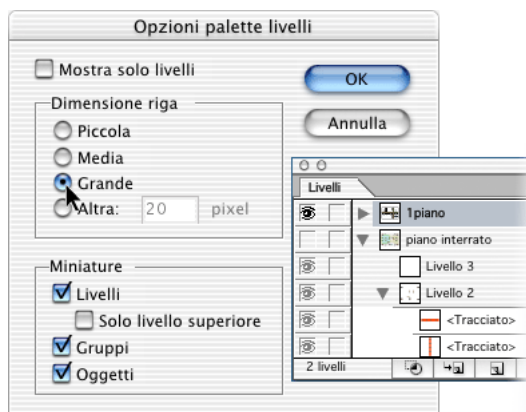 Opzioni palette livelli
Mostra solo livelli
OK
Annulla
Dimensione riga
Piccola
Media
Grande
Altra: 20 pixel
Miniature
Livelli
Solo livello superiore
Gruppi
Oggetti
Livelli
1piano
piano interrato
Livello 3
Livello 2
<Tracciato>
<Tracciato>
2 livelli